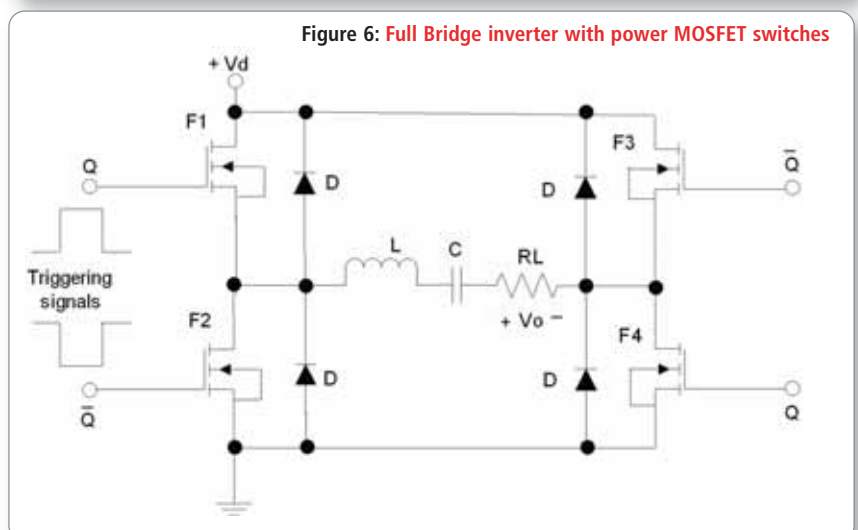 Figure 6: Full Bridge inverter with power MOSFET switches
+ Vd
F1
F3
Q
Q̅
D
D
L
C
RL
Triggering
signals
+ Vo −
F2
F4
D
D
Q̅
Q